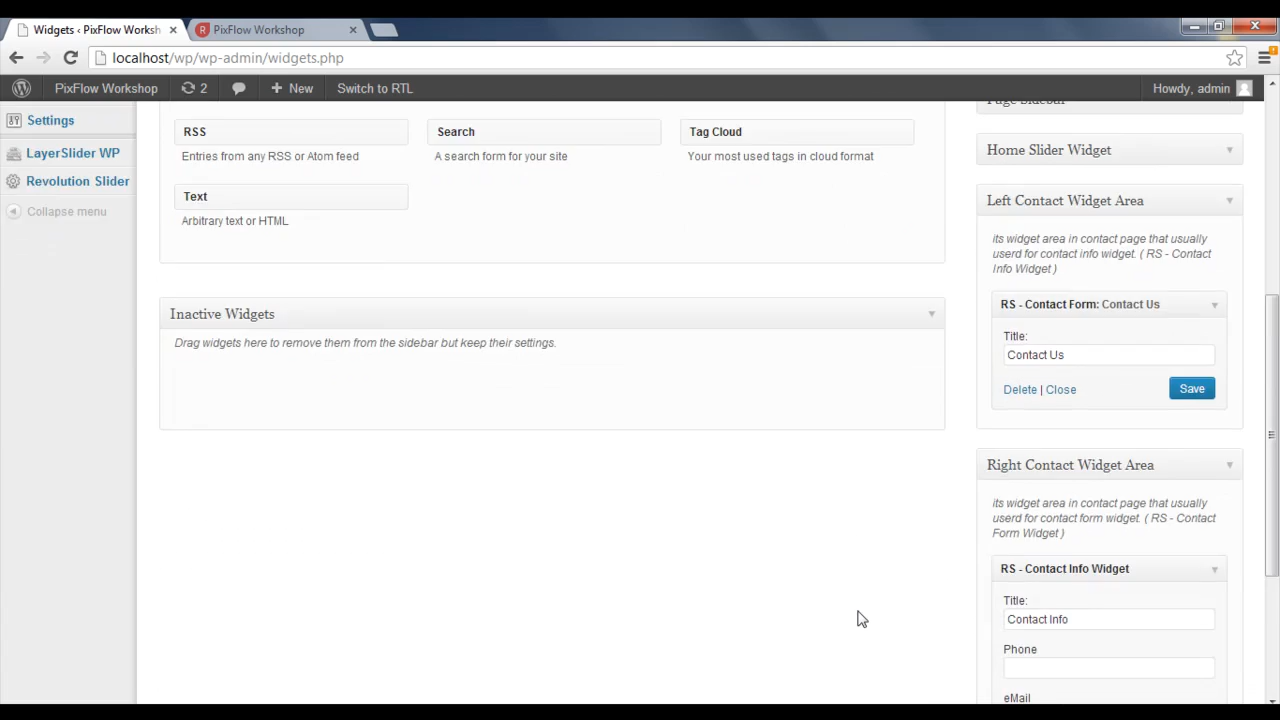 Widgets ‹ PixFlow Worksh
PixFlow Workshop
localhost/wp/wp-admin/widgets.php
PixFlow Workshop 2 New Switch to RTL Howdy, admin
Settings
LayerSlider WP
Revolution Slider
Collapse menu
RSS
Entries from any RSS or Atom feed
Search
A search form for your site
Tag Cloud
Your most used tags in cloud format
Text
Arbitrary text or HTML
Inactive Widgets
Drag widgets here to remove them from the sidebar but keep their settings.
Page Sidebar
Home Slider Widget
Left Contact Widget Area
its widget area in contact page that usually
userd for contact info widget. ( RS - Contact
Info Widget )
RS - Contact Form: Contact Us
Title:
Contact Us
Delete | Close
Save
Right Contact Widget Area
its widget area in contact page that usually
userd for contact form widget. ( RS - Contact
Form Widget )
RS - Contact Info Widget
Title:
Contact Info
Phone
eMail